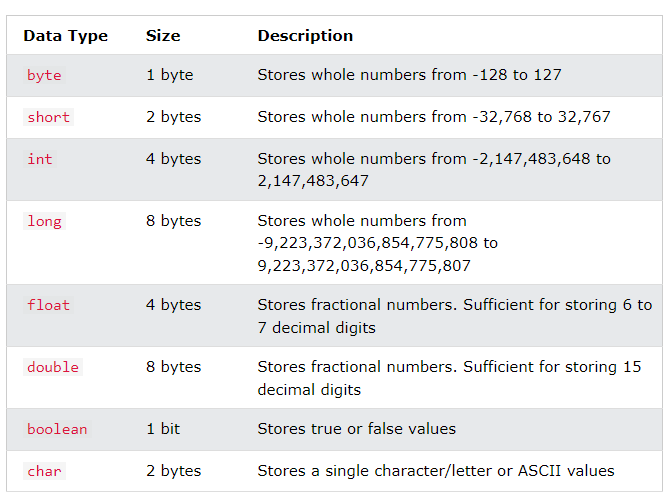 Data Type Size Description
byte 1 byte Stores whole numbers from -128 to 127
short 2 bytes Stores whole numbers from -32,768 to 32,767
int 4 bytes Stores whole numbers from -2,147,483,648 to
2,147,483,647
long 8 bytes Stores whole numbers from
-9,223,372,036,854,775,808 to
9,223,372,036,854,775,807
float 4 bytes Stores fractional numbers. Sufficient for storing 6 to
7 decimal digits
double 8 bytes Stores fractional numbers. Sufficient for storing 15
decimal digits
boolean 1 bit Stores true or false values
char 2 bytes Stores a single character/letter or ASCII values